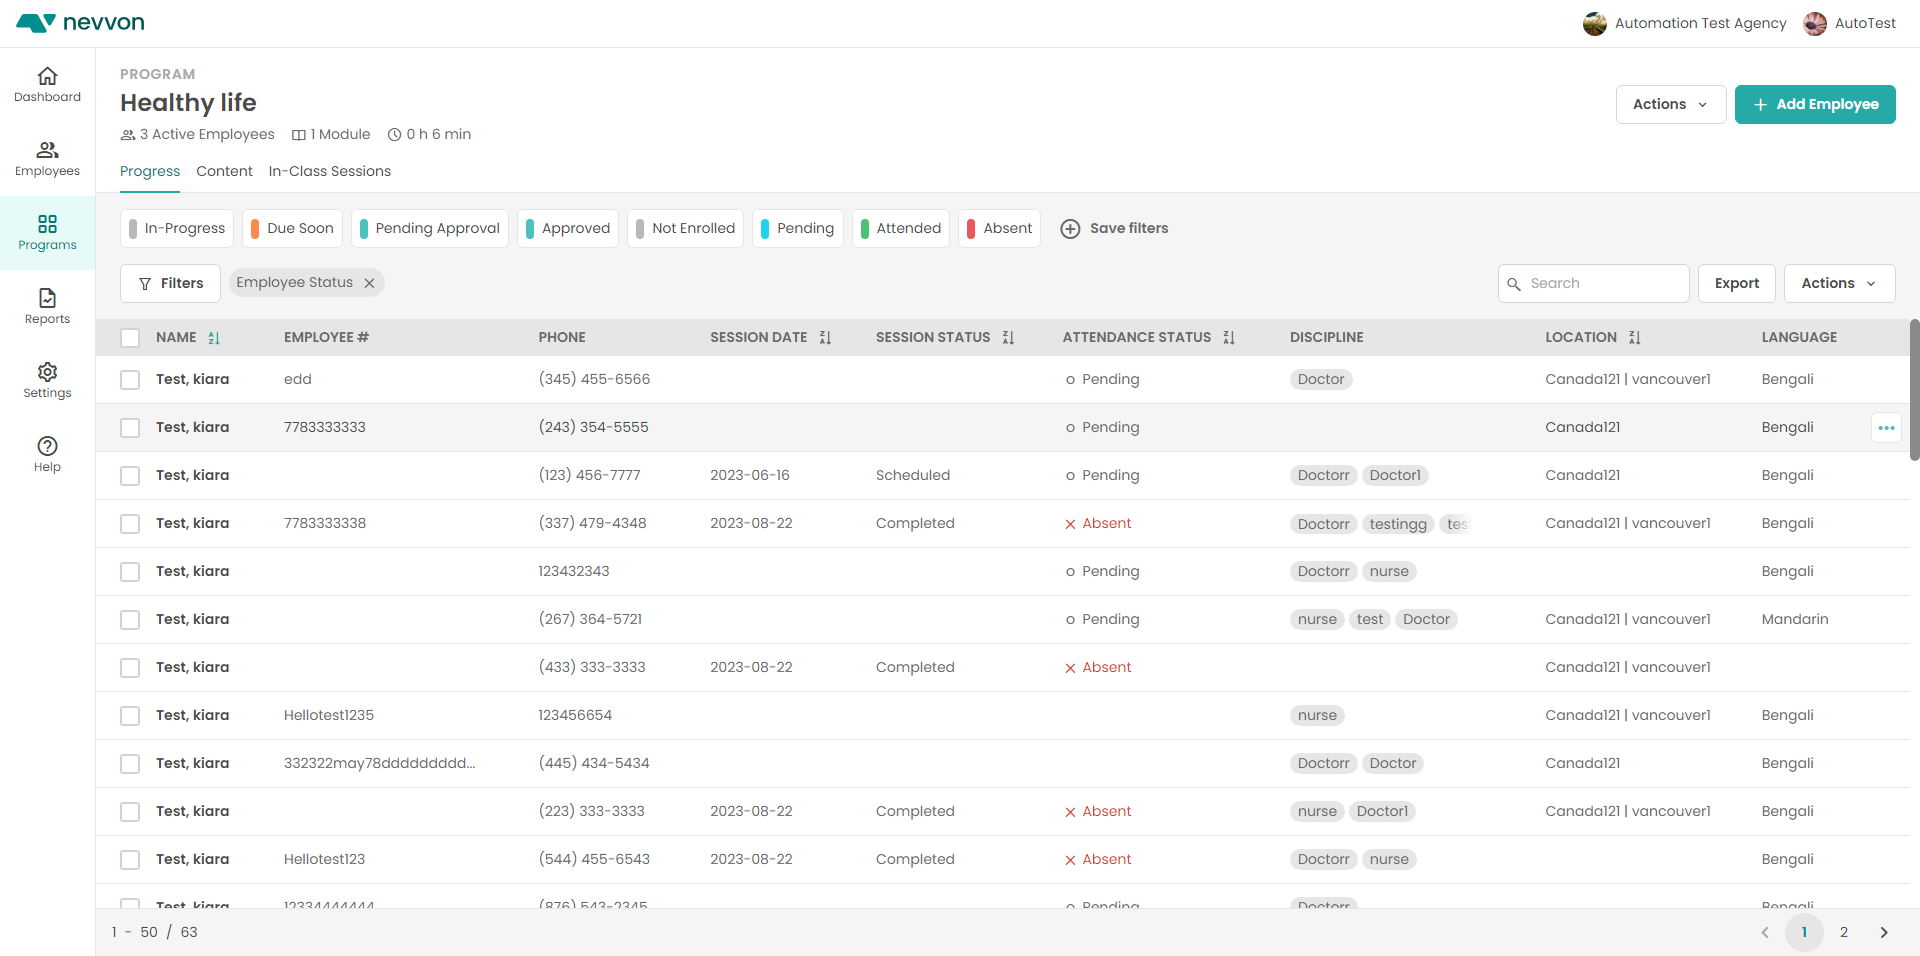 nevvon
Automation Test Agency
AutoTest
Dashboard
Employees
Programs
Reports
Settings
Help
PROGRAM
Healthy life
3 Active Employees 1 Module 0 h 6 min
Actions
Add Employee
Progress Content In-Class Sessions
In-Progress Due Soon Pending Approval Approved Not Enrolled Pending Attended Absent Save filters
Filters Employee Status Search Export Actions
NAME EMPLOYEE # PHONE SESSION DATE SESSION STATUS ATTENDANCE STATUS DISCIPLINE LOCATION LANGUAGE
Test, kiara edd (345) 455-6566 Pending Doctor Canada121 | vancouver1 Bengali
Test, kiara 7783333333 (243) 354-5555 Pending Canada121 Bengali
Test, kiara (123) 456-7777 2023-06-16 Scheduled Pending Doctorr Doctor1 Canada121 Bengali
Test, kiara 7783333338 (337) 479-4348 2023-08-22 Completed Absent Doctorr testingg tes Canada121 | vancouver1 Bengali
Test, kiara 123432343 Pending Doctorr nurse Bengali
Test, kiara (267) 364-5721 Pending nurse test Doctor Canada121 | vancouver1 Mandarin
Test, kiara (433) 333-3333 2023-08-22 Completed Absent Canada121 | vancouver1
Test, kiara Hellotest1235 123456654 nurse Canada121 | vancouver1 Bengali
Test, kiara 332322may78ddddddddd... (445) 434-5434 Doctorr Doctor Canada121 Bengali
Test, kiara (223) 333-3333 2023-08-22 Completed Absent nurse Doctor1 Canada121 | vancouver1 Bengali
Test, kiara Hellotest123 (544) 455-6543 2023-08-22 Completed Absent Doctorr nurse Bengali
Test, kiara 12334444444 (876) 543-2345 Pending Doctorr Bengali
1 - 50 / 63
1 2